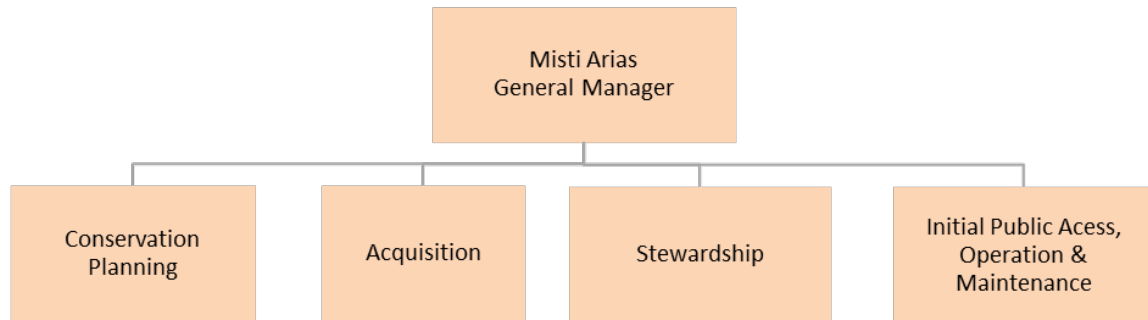 Misti Arias
General Manager
Conservation
Planning
Acquisition
Stewardship
Initial Public Acess,
Operation &
Maintenance